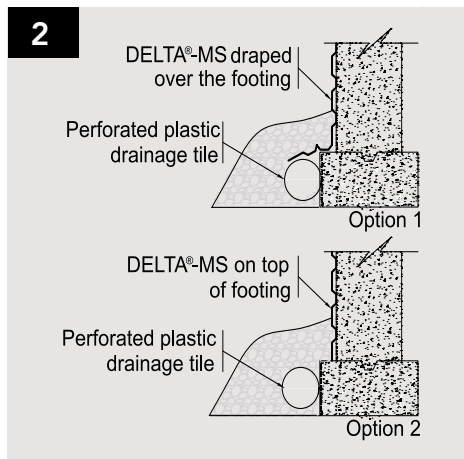 2
DELTA®-MS draped
over the footing
Perforated plastic
drainage tile
Option 1
DELTA®-MS on top
of footing
Perforated plastic
drainage tile
Option 2